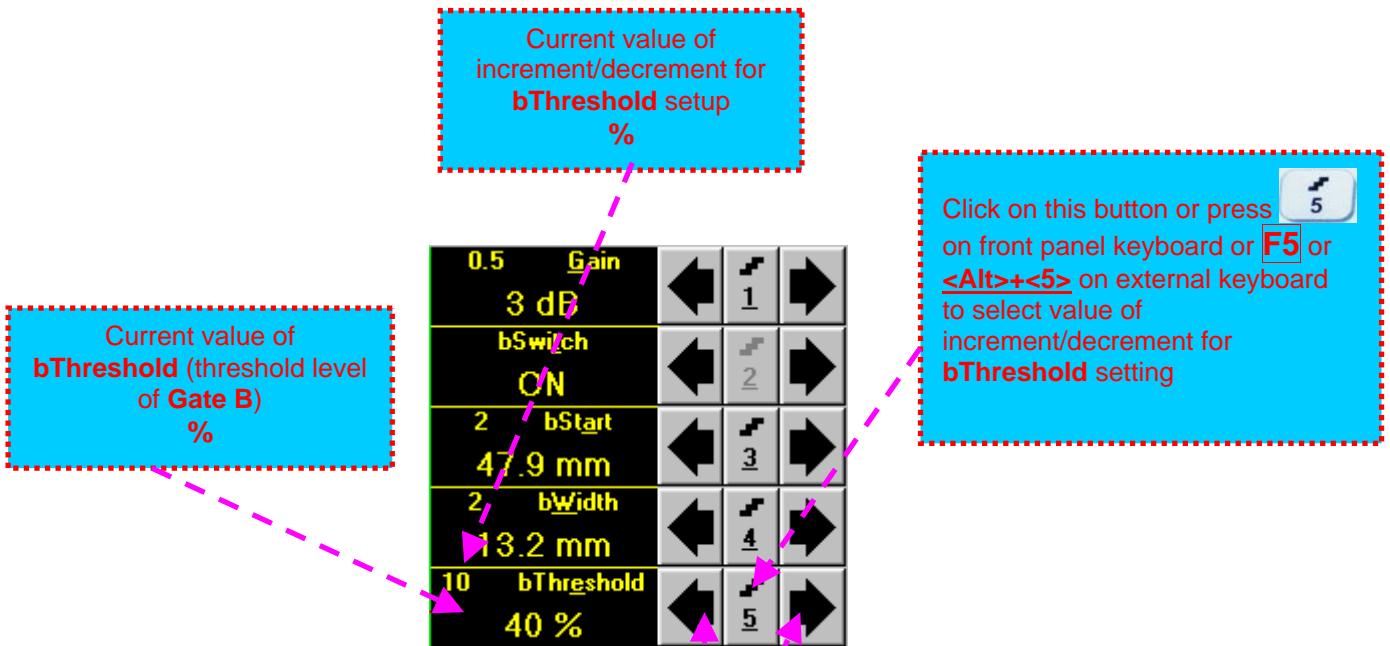 Current value of
increment/decrement for
bThreshold setup
%
Click on this button or press 5
on front panel keyboard or F5 or
<Alt>+<5> on external keyboard
to select value of
increment/decrement for
bThreshold setting
Current value of
bThreshold (threshold level
of Gate B)
%
0.5 Gain
3 dB
1
bSwitch
ON
2
2 bStart
47.9 mm
3
2 bWidth
13.2 mm
4
10 bThreshold
40 %
5